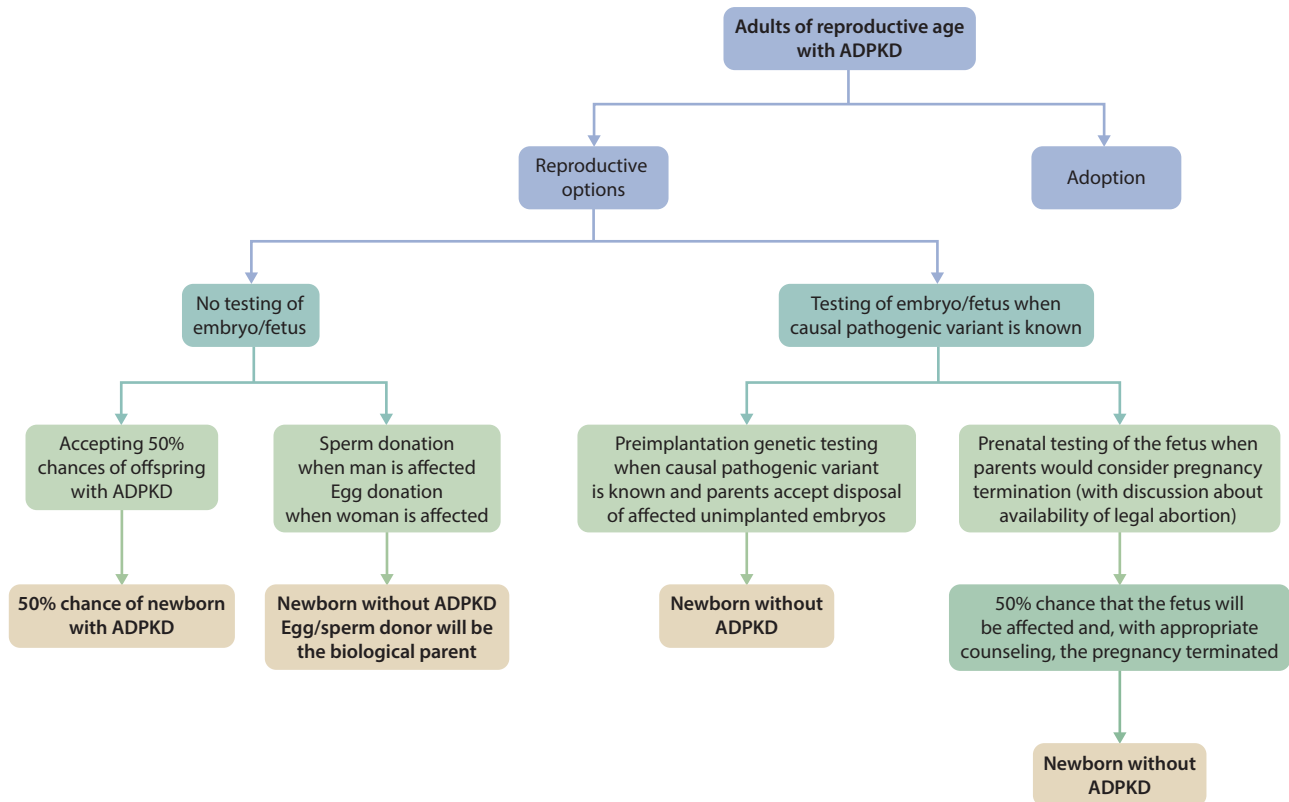 Adults of reproductive age
with ADPKD
Reproductive
options
Adoption
No testing of
embryo/fetus
Testing of embryo/fetus when
causal pathogenic variant is known
Accepting 50%
chances of offspring
with ADPKD
Sperm donation
when man is affected
Egg donation
when woman is affected
Preimplantation genetic testing
when causal pathogenic variant
is known and parents accept disposal
of affected unimplanted embryos
Prenatal testing of the fetus when
parents would consider pregnancy
termination (with discussion about
availability of legal abortion)
50% chance of newborn
with ADPKD
Newborn without ADPKD
Egg/sperm donor will be
the biological parent
Newborn without
ADPKD
50% chance that the fetus will
be affected and, with appropriate
counseling, the pregnancy terminated
Newborn without
ADPKD